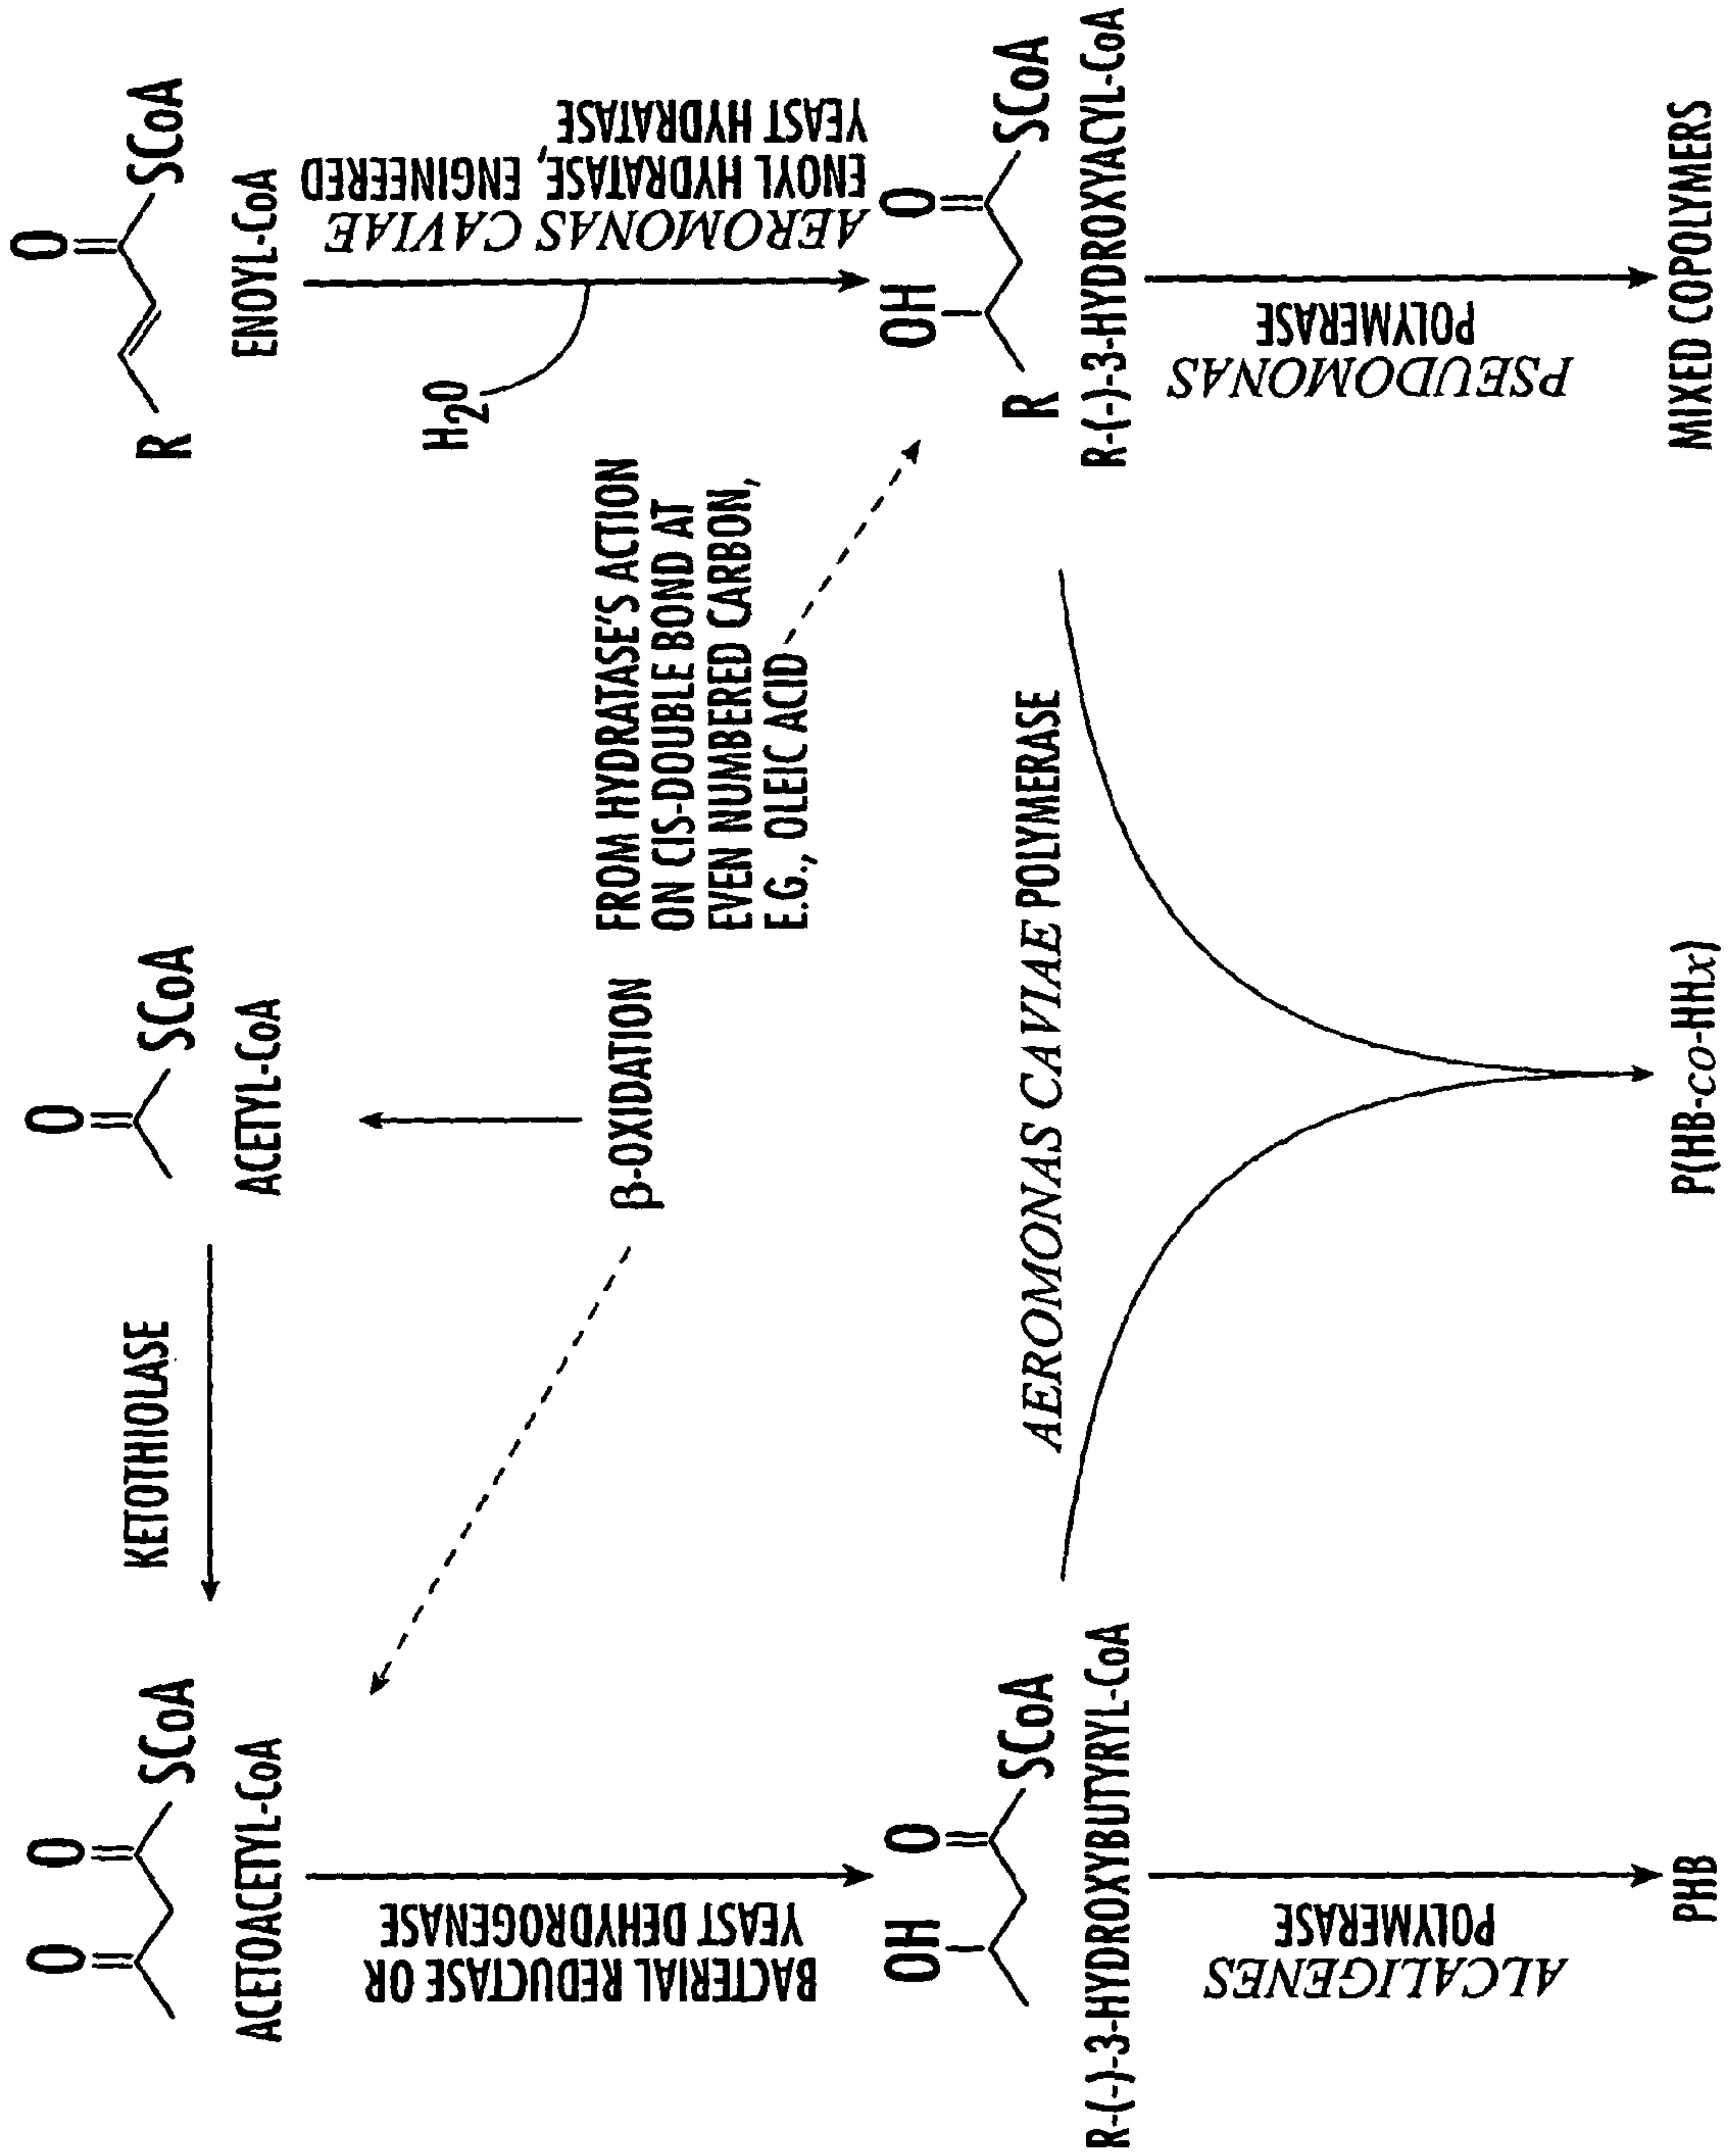 O O
SCoA
ACETOACETYL-CoA
KETOTHIOLASE
O
SCoA
ACETYL-CoA
O
R
SCoA
ENOYL-CoA
BACTERIAL REDUCTASE OR
YEAST DEHYDROGENASE
β-OXIDATION
FROM HYDRATASE'S ACTION
ON CIS-DOUBLE BOND AT
EVEN NUMBERED CARBON,
E.G., OLEIC ACID
H2O
AEROMONAS CAVIAE
ENOYL HYDRATASE, ENGINEERED
YEAST HYDRATASE
OH O
SCoA
R-(-)-3-HYDROXYBUTYRYL-CoA
AEROMONAS CAVIAE POLYMERASE
OH O
R
SCoA
R-(-)-3-HYDROXYACYL-CoA
ALCALIGENES
POLYMERASE
PSEUDOMONAS
POLYMERASE
PHB
P(HB-co-HHx)
MIXED COPOLYMERS